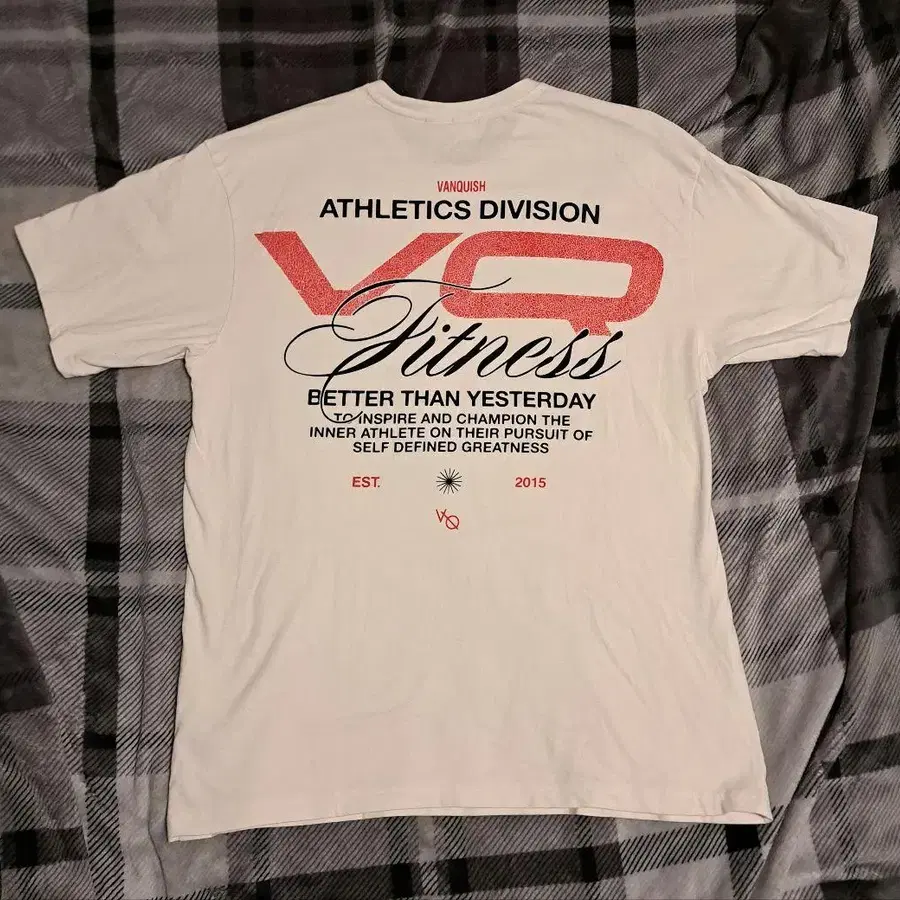 VANQUISH
ATHLETICS DIVISION
VQ
Fitness
BETTER THAN YESTERDAY
TO INSPIRE AND CHAMPION THE
INNER ATHLETE ON THEIR PURSUIT OF
SELF DEFINED GREATNESS
EST. 2015
VQ